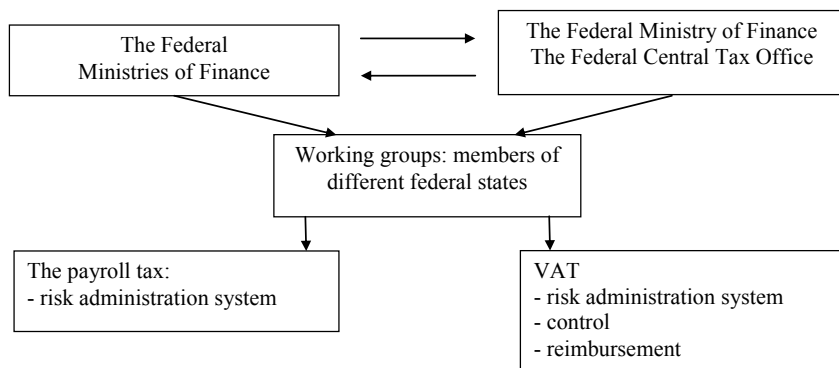 The Federal
Ministries of Finance
The Federal Ministry of Finance
The Federal Central Tax Office
Working groups: members of
different federal states
The payroll tax:
- risk administration system
VAT
- risk administration system
- control
- reimbursement